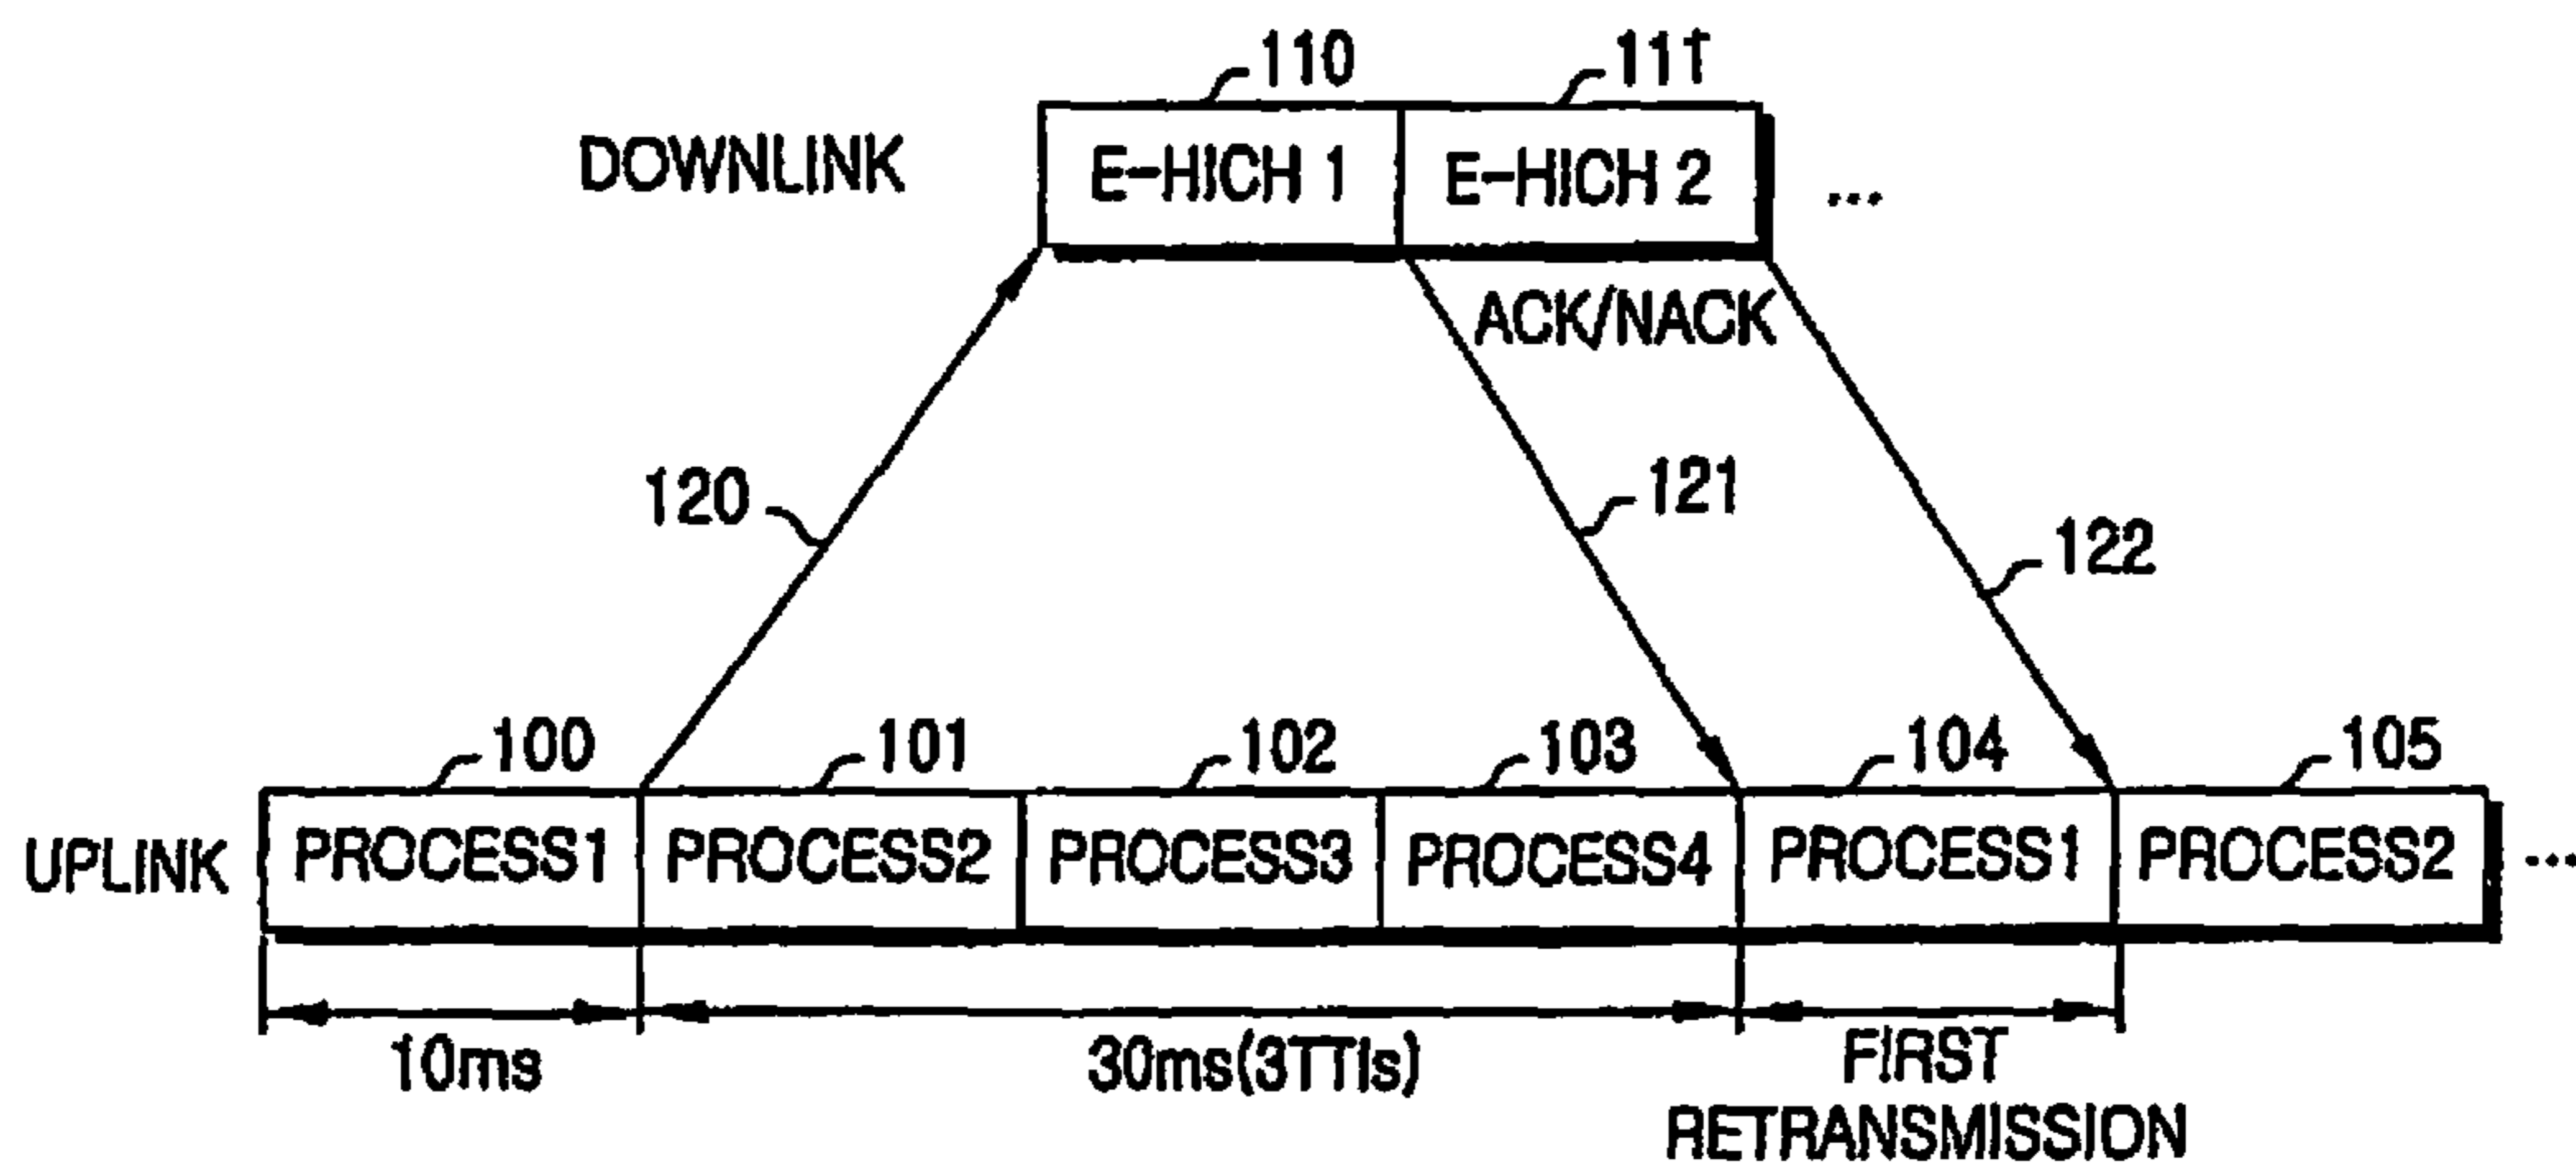 110 111
DOWNLINK E-HICH 1 E-HICH 2 ...
ACK/NACK
120 121 122
100 101 102 103 104 105
UPLINK PROCESS1 PROCESS2 PROCESS3 PROCESS4 PROCESS1 PROCESS2 ...
10ms 30ms(3TTIs) FIRST
RETRANSMISSION